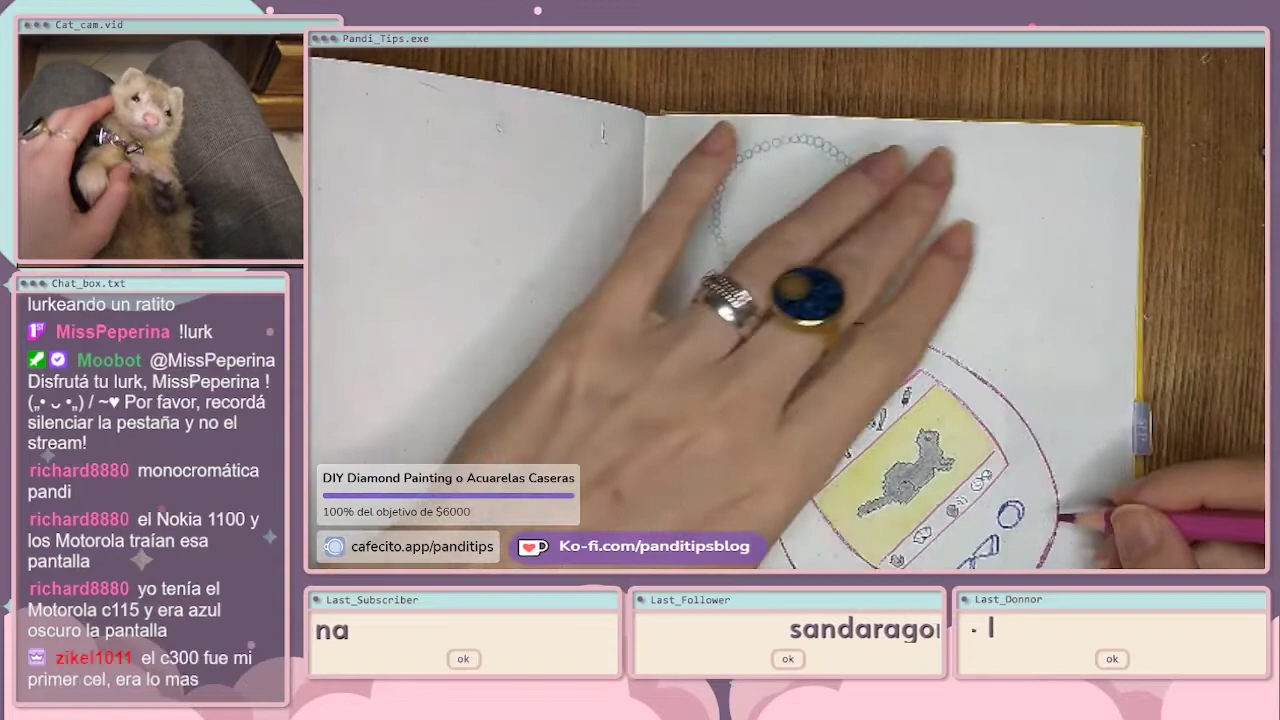 Cat_cam.vid
Pandi_Tips.exe
Chat_box.txt
lurkeando un ratito
MissPeperina !lurk
Moobot @MissPeperina
Disfrutá tu lurk, MissPeperina !
(„• ᴗ •„) / ~♥ Por favor, recordá
silenciar la pestaña y no el
stream!
richard8880 monocromática
pandi
richard8880 el Nokia 1100 y
los Motorola traían esa
pantalla
richard8880 yo tenía el
Motorola c115 y era azul
oscuro la pantalla
zikel1011 el c300 fue mi
primer cel, era lo mas
DIY Diamond Painting o Acuarelas Caseras
100% del objetivo de $6000
cafecito.app/panditips
Ko-fi.com/panditipsblog
Last_Subscriber
na
ok
Last_Follower
sandarago
ok
Last_Donnor
ok